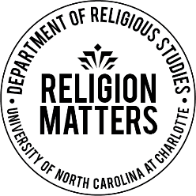 • DEPARTMENT OF RELIGIOUS STUDIES •
RELIGION
MATTERS
UNIVERSITY OF NORTH CAROLINA AT CHARLOTTE